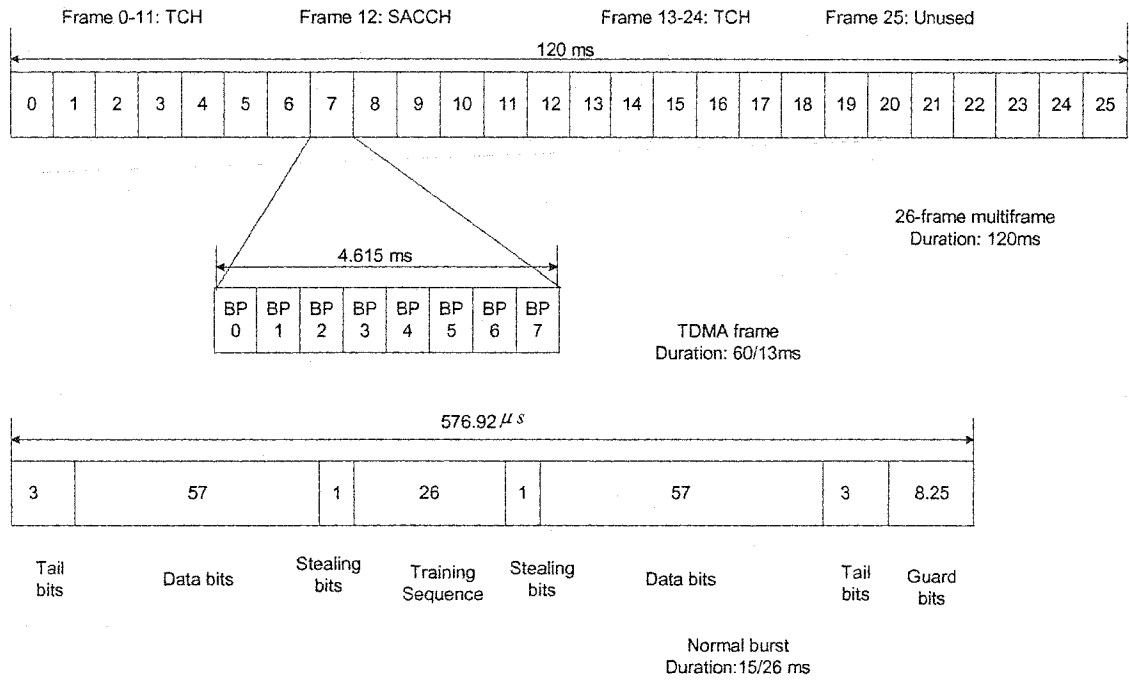 Frame 0-11: TCH Frame 12: SACCH Frame 13-24: TCH Frame 25: Unused
120 ms
0 1 2 3 4 5 6 7 8 9 10 11 12 13 14 15 16 17 18 19 20 21 22 23 24 25
26-frame multiframe
Duration: 120ms
4.615 ms
BP BP BP BP BP BP BP BP
0 1 2 3 4 5 6 7
TDMA frame
Duration: 60/13ms
576.92 μs
3 57 1 26 1 57 3 8.25
Tail bits
Data bits
Stealing bits
Training Sequence
Stealing bits
Data bits
Tail bits
Guard bits
Normal burst
Duration:15/26 ms